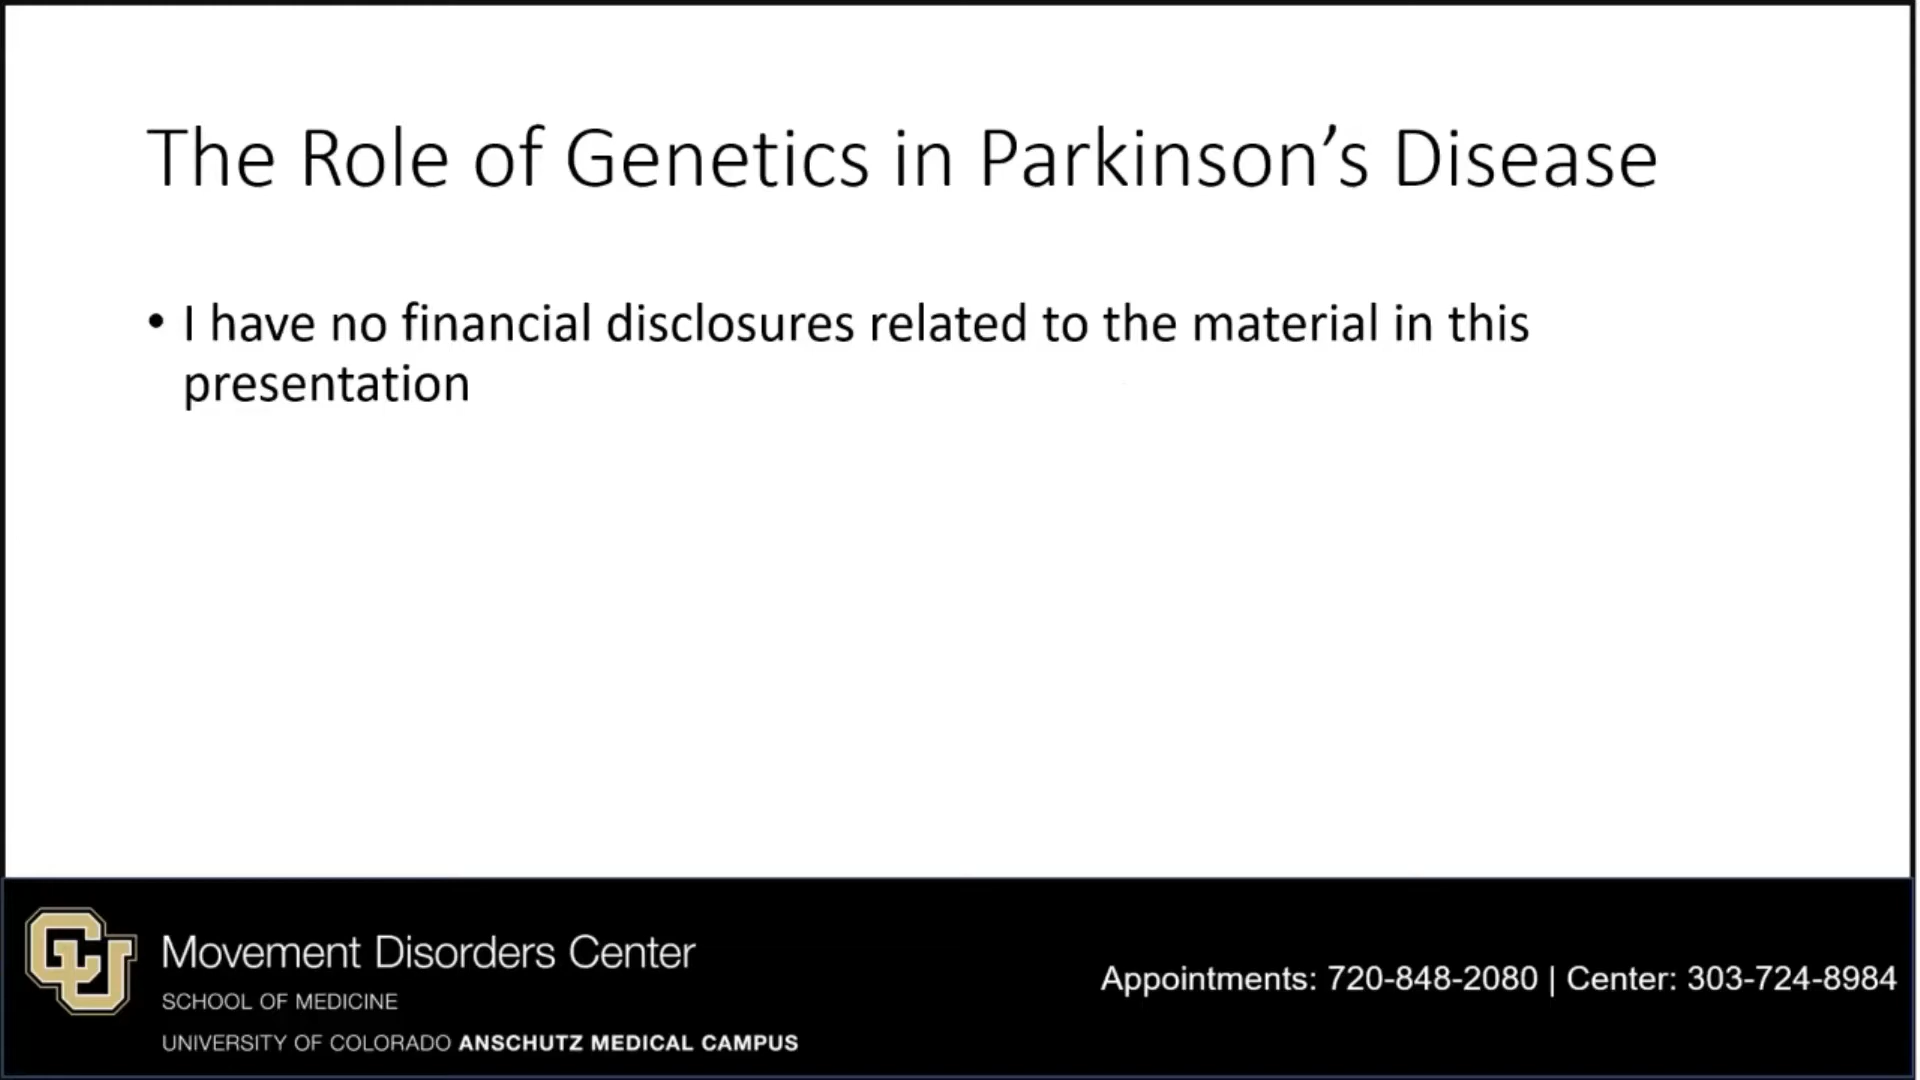 The Role of Genetics in Parkinson’s Disease
• I have no financial disclosures related to the material in this
presentation
CU
Movement Disorders Center
SCHOOL OF MEDICINE
UNIVERSITY OF COLORADO ANSCHUTZ MEDICAL CAMPUS
Appointments: 720-848-2080 | Center: 303-724-8984